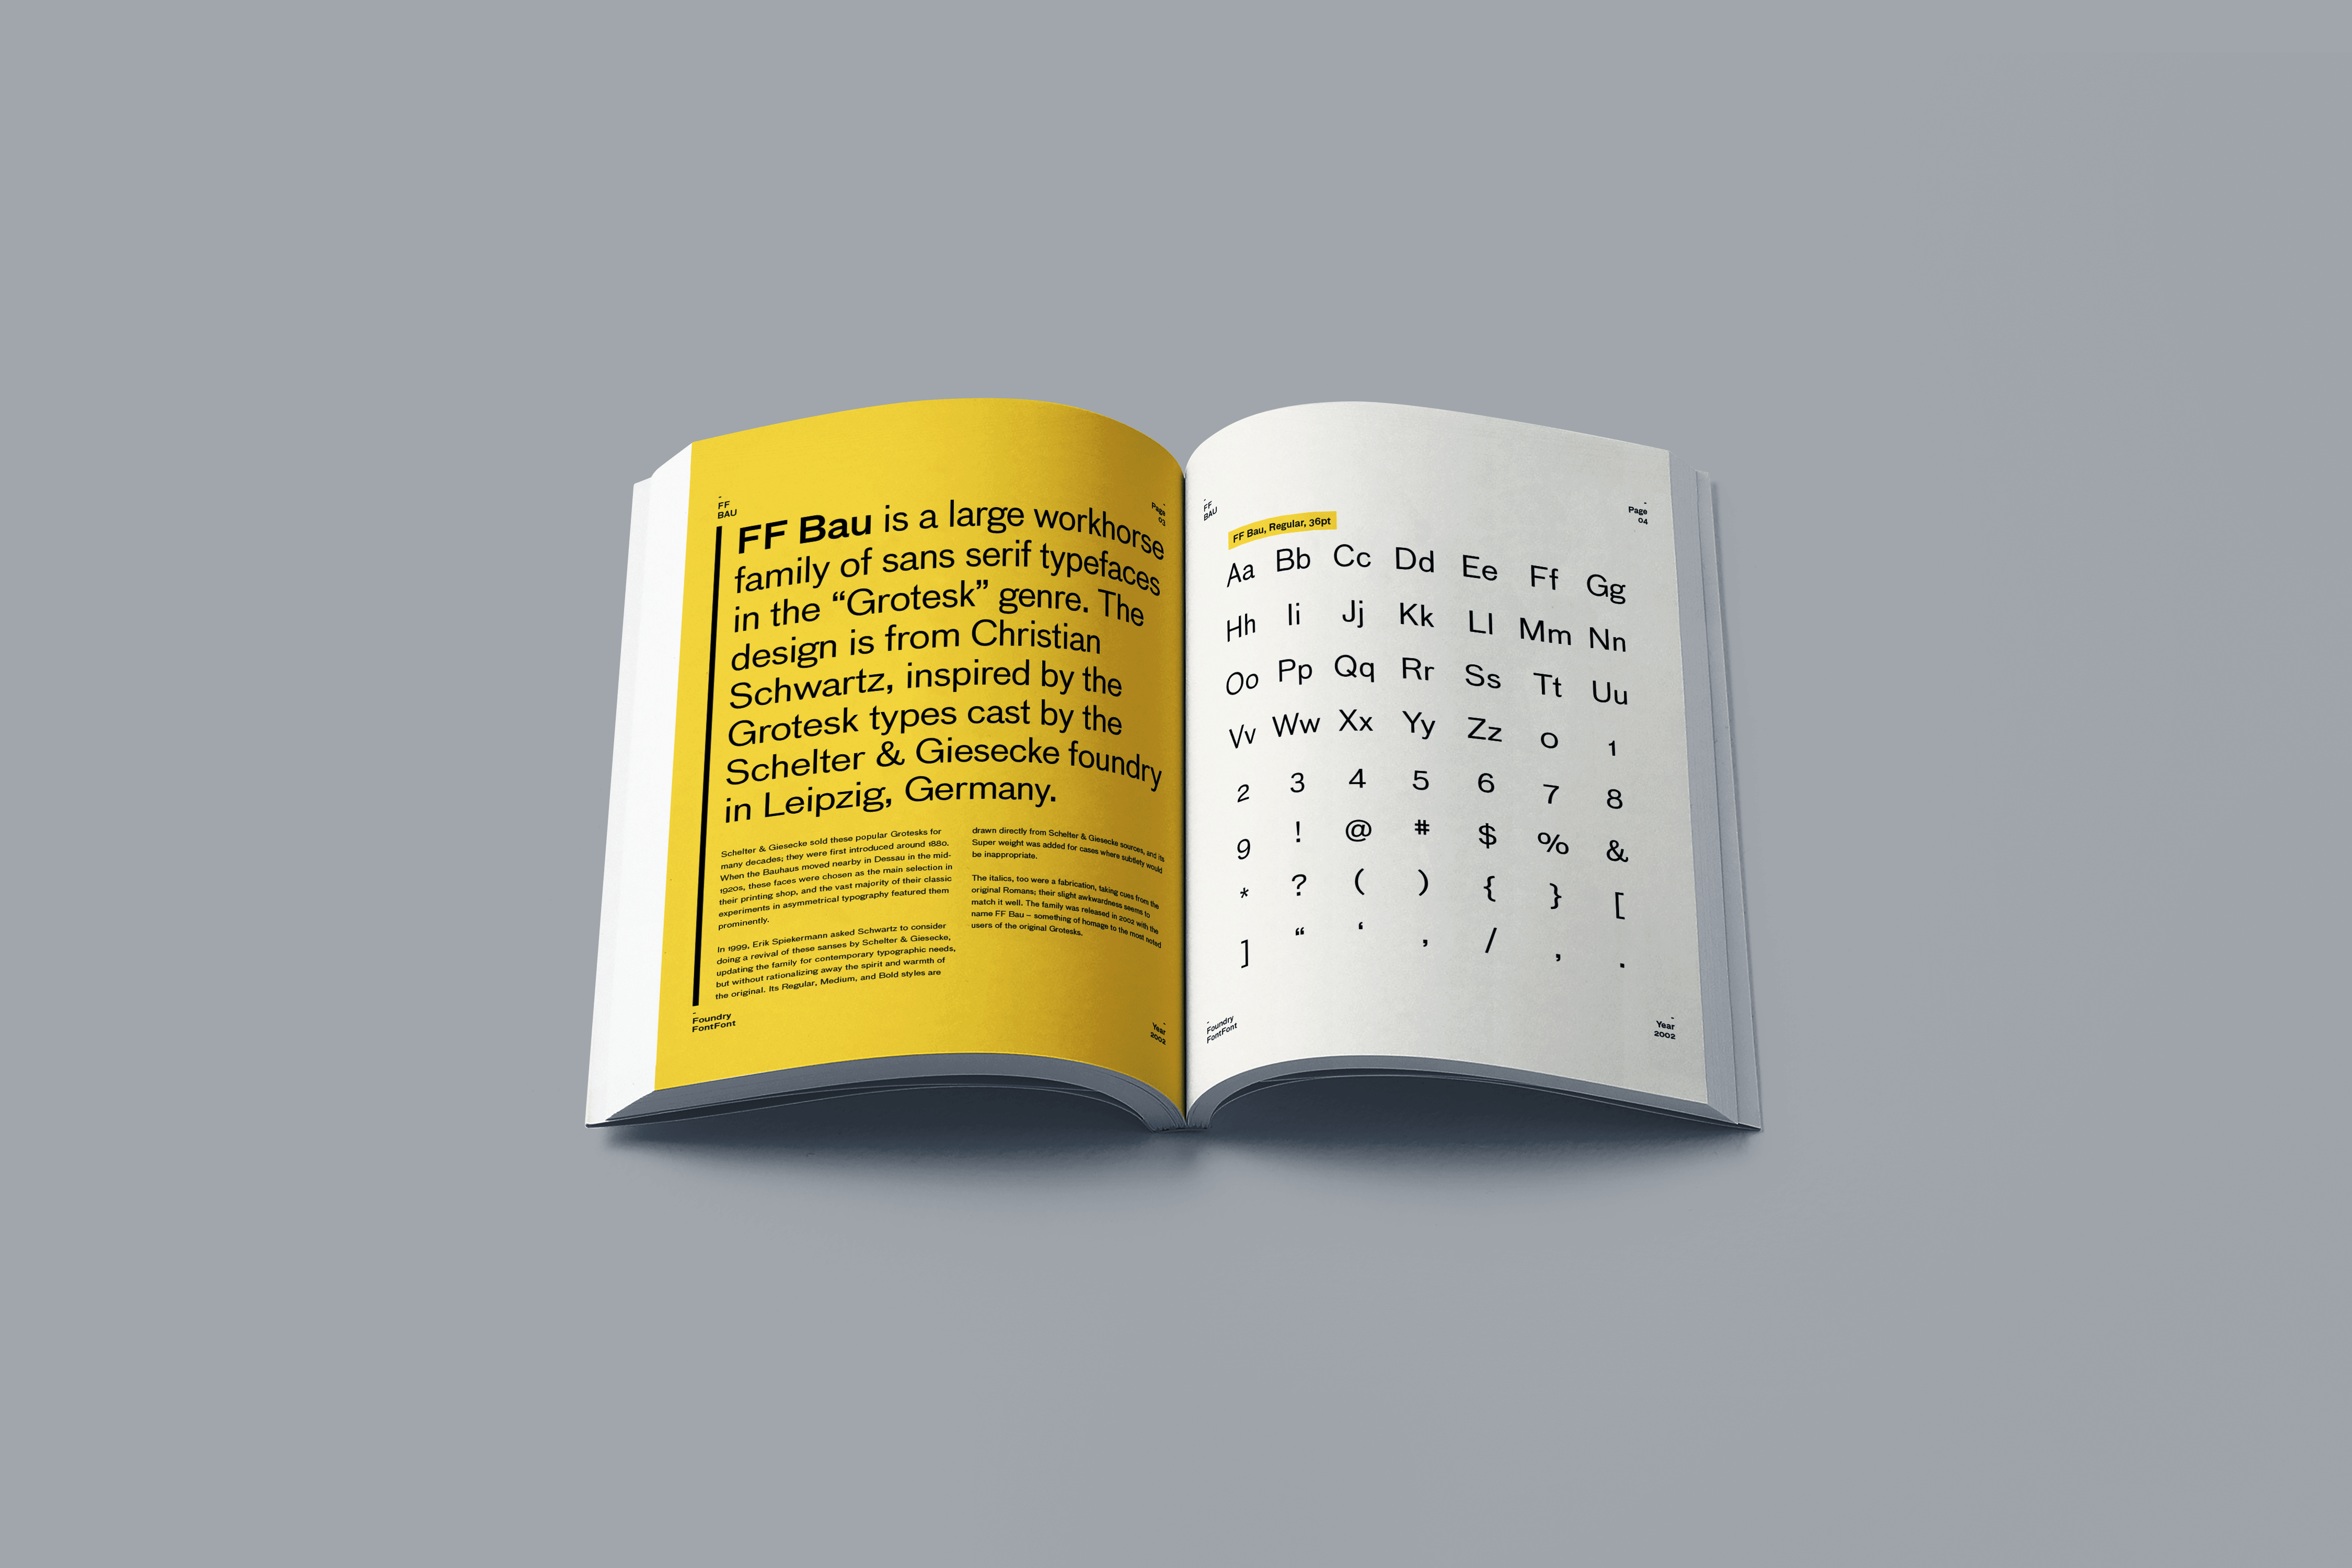 -
FF
BAU
-
Page
03
FF Bau is a large workhorse
family of sans serif typefaces
in the “Grotesk” genre. The
design is from Christian
Schwartz, inspired by the
Grotesk types cast by the
Schelter & Giesecke foundry
in Leipzig, Germany.
Schelter & Giesecke sold these popular Grotesks for
many decades; they were first introduced around 1880.
When the Bauhaus moved nearby in Dessau in the mid-
1920s, these faces were chosen as the main selection in
their printing shop, and the vast majority of their classic
experiments in asymmetrical typography featured them
prominently.
In 1999, Erik Spiekermann asked Schwartz to consider
doing a revival of these sanses by Schelter & Giesecke,
updating the family for contemporary typographic needs,
but without rationalizing away the spirit and warmth of
the original. Its Regular, Medium, and Bold styles are
drawn directly from Schelter & Giesecke sources, and its
Super weight was added for cases where subtlety would
be inappropriate.
The italics, too were a fabrication, taking cues from the
original Romans; their slight awkwardness seems to
match it well. The family was released in 2002 with the
name FF Bau – something of homage to the most noted
users of the original Grotesks.
-
Foundry
FontFont
-
Year
2002
-
FF
BAU
-
Page
04
FF Bau, Regular, 36pt
Aa Bb Cc Dd Ee Ff Gg
Hh Ii Jj Kk Ll Mm Nn
Oo Pp Qq Rr Ss Tt Uu
Vv Ww Xx Yy Zz 0 1
2 3 4 5 6 7 8
9 ! @ # $ % &
* ? ( ) { } [
] “ ‘ ’ / , .
-
Foundry
FontFont
-
Year
2002